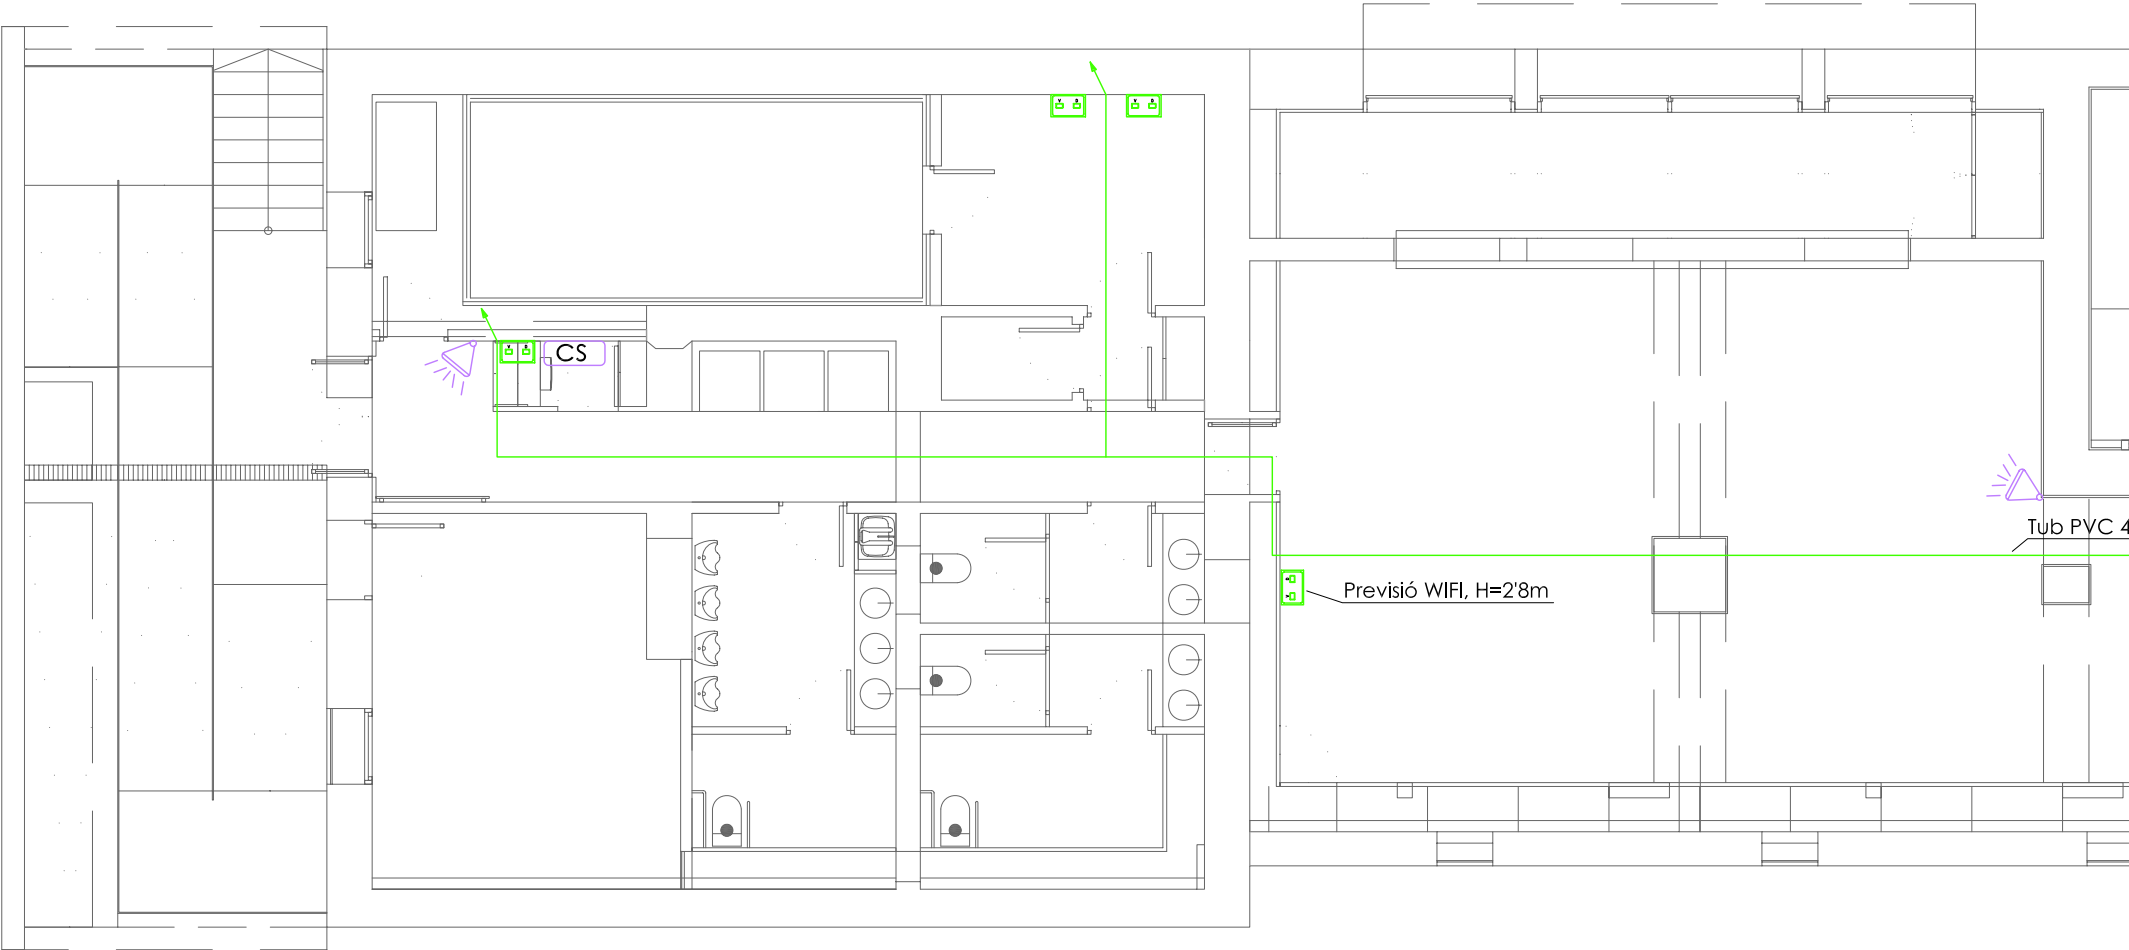 V D
V D
V D
CS
Tub PVC 4
Previsió WIFI, H=2'8m